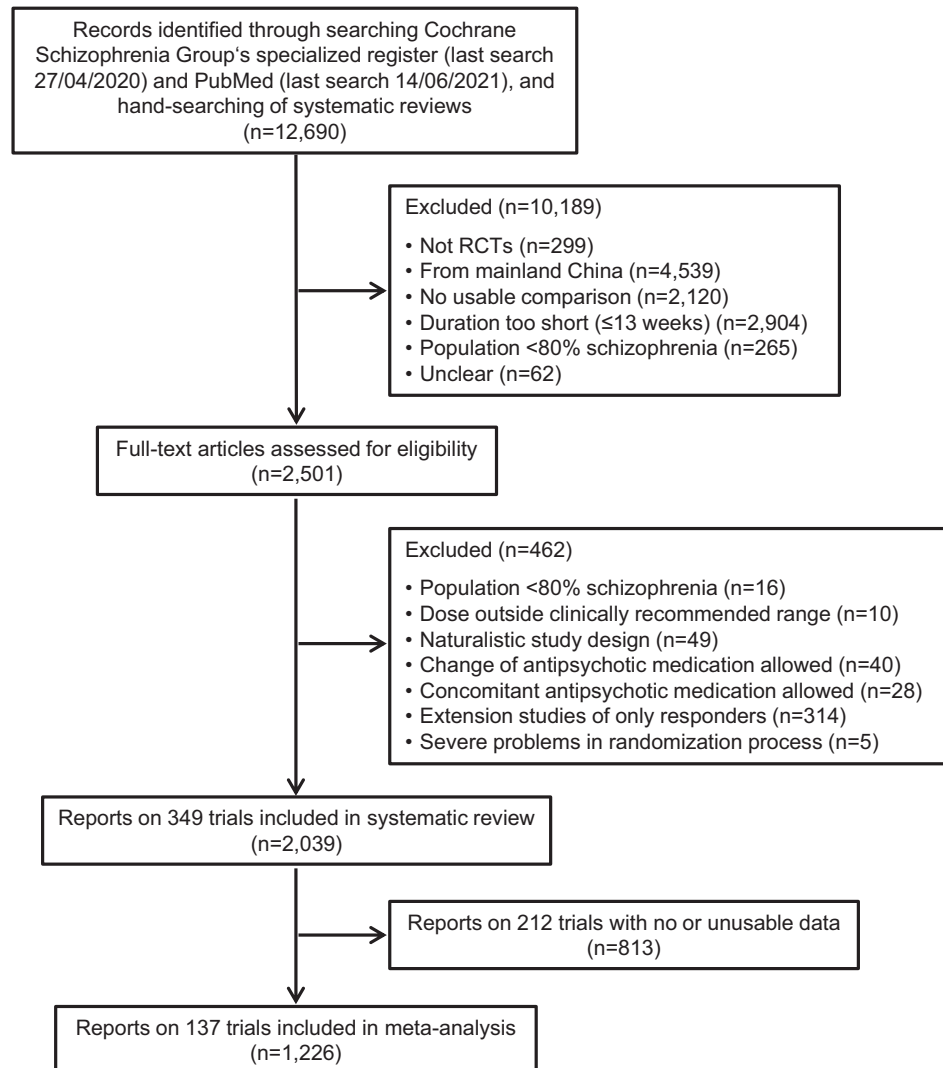 Records identified through searching Cochrane
Schizophrenia Group‘s specialized register (last search
27/04/2020) and PubMed (last search 14/06/2021), and
hand-searching of systematic reviews
(n=12,690)
Excluded (n=10,189)
• Not RCTs (n=299)
• From mainland China (n=4,539)
• No usable comparison (n=2,120)
• Duration too short (≤13 weeks) (n=2,904)
• Population <80% schizophrenia (n=265)
• Unclear (n=62)
Full-text articles assessed for eligibility
(n=2,501)
Excluded (n=462)
• Population <80% schizophrenia (n=16)
• Dose outside clinically recommended range (n=10)
• Naturalistic study design (n=49)
• Change of antipsychotic medication allowed (n=40)
• Concomitant antipsychotic medication allowed (n=28)
• Extension studies of only responders (n=314)
• Severe problems in randomization process (n=5)
Reports on 349 trials included in systematic review
(n=2,039)
Reports on 212 trials with no or unusable data
(n=813)
Reports on 137 trials included in meta-analysis
(n=1,226)